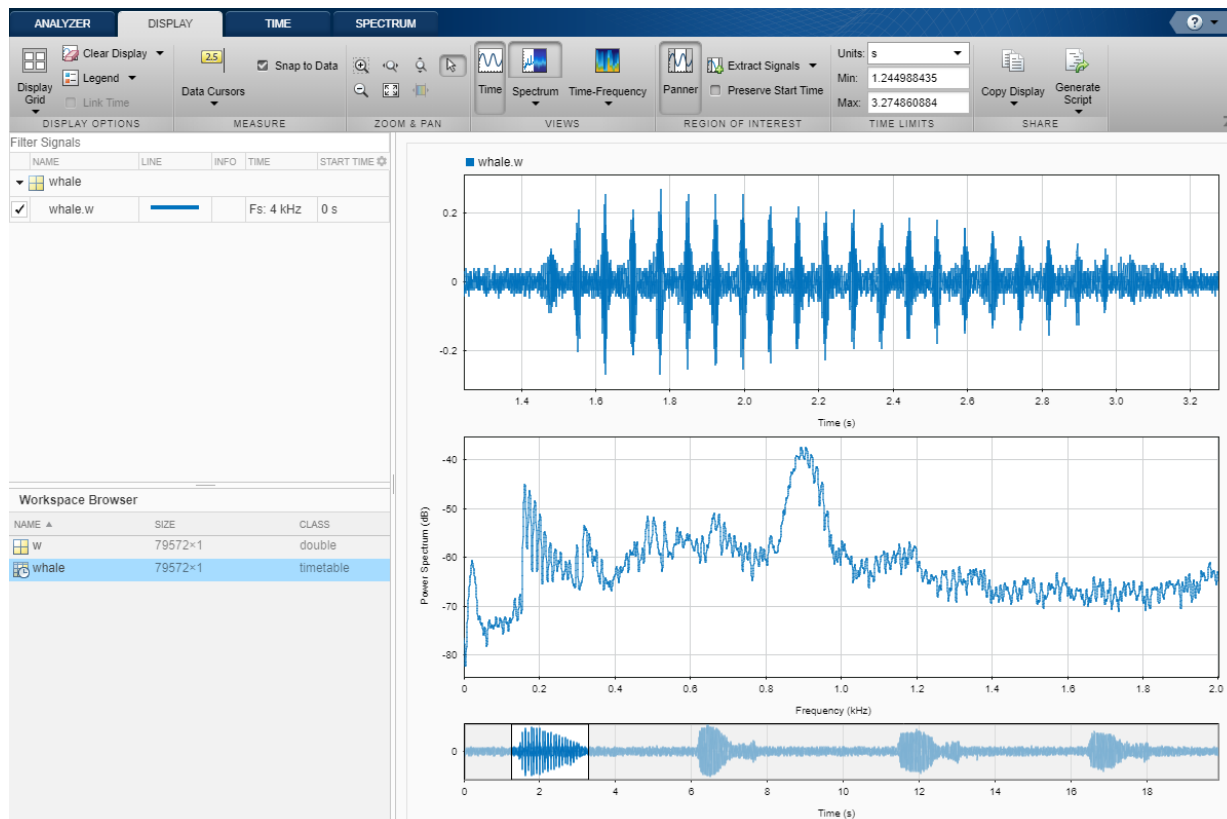 ANALYZER DISPLAY TIME SPECTRUM
?
Display Grid
Clear Display
Legend
Link Time
2.5
Data Cursors
Snap to Data
Time Spectrum Time-Frequency
Panner
Extract Signals
Preserve Start Time
Units: s
Min: 1.244988435
Max: 3.274860884
Copy Display
Generate Script
DISPLAY OPTIONS MEASURE ZOOM & PAN VIEWS REGION OF INTEREST TIME LIMITS SHARE
Filter Signals
NAME LINE INFO TIME START TIME
whale
whale.w Fs: 4 kHz 0 s
Workspace Browser
NAME SIZE CLASS
w 79572×1 double
whale 79572×1 timetable
whale.w
0.2
0
-0.2
1.4 1.6 1.8 2.0 2.2 2.4 2.6 2.8 3.0 3.2
Time (s)
Power Spectrum (dB)
-40
-50
-60
-70
-80
0 0.2 0.4 0.6 0.8 1.0 1.2 1.4 1.6 1.8 2.0
Frequency (kHz)
0
0 2 4 6 8 10 12 14 16 18
Time (s)